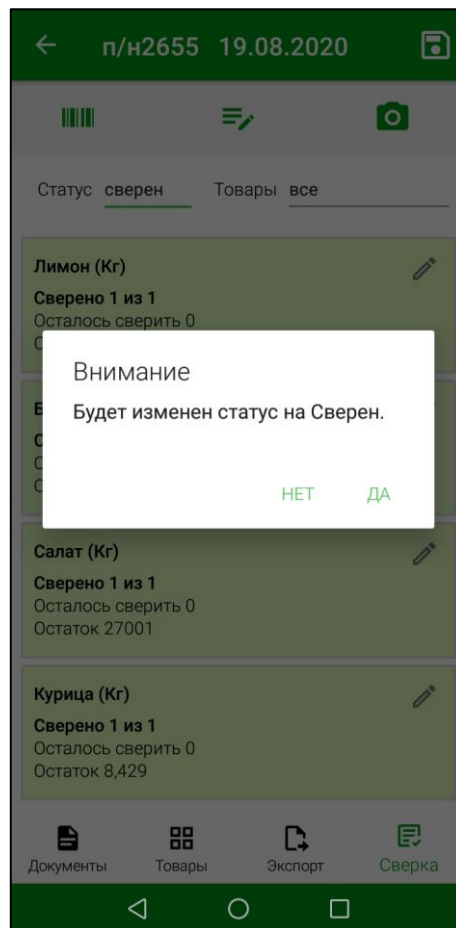 п/н2655 19.08.2020
Статус сверен Товары все
Лимон (Кг)
Сверено 1 из 1
Осталось сверить 0
Внимание
Будет изменен статус на Сверен.
НЕТ ДА
Салат (Кг)
Сверено 1 из 1
Осталось сверить 0
Остаток 27001
Курица (Кг)
Сверено 1 из 1
Осталось сверить 0
Остаток 8,429
Документы Товары Экспорт Сверка